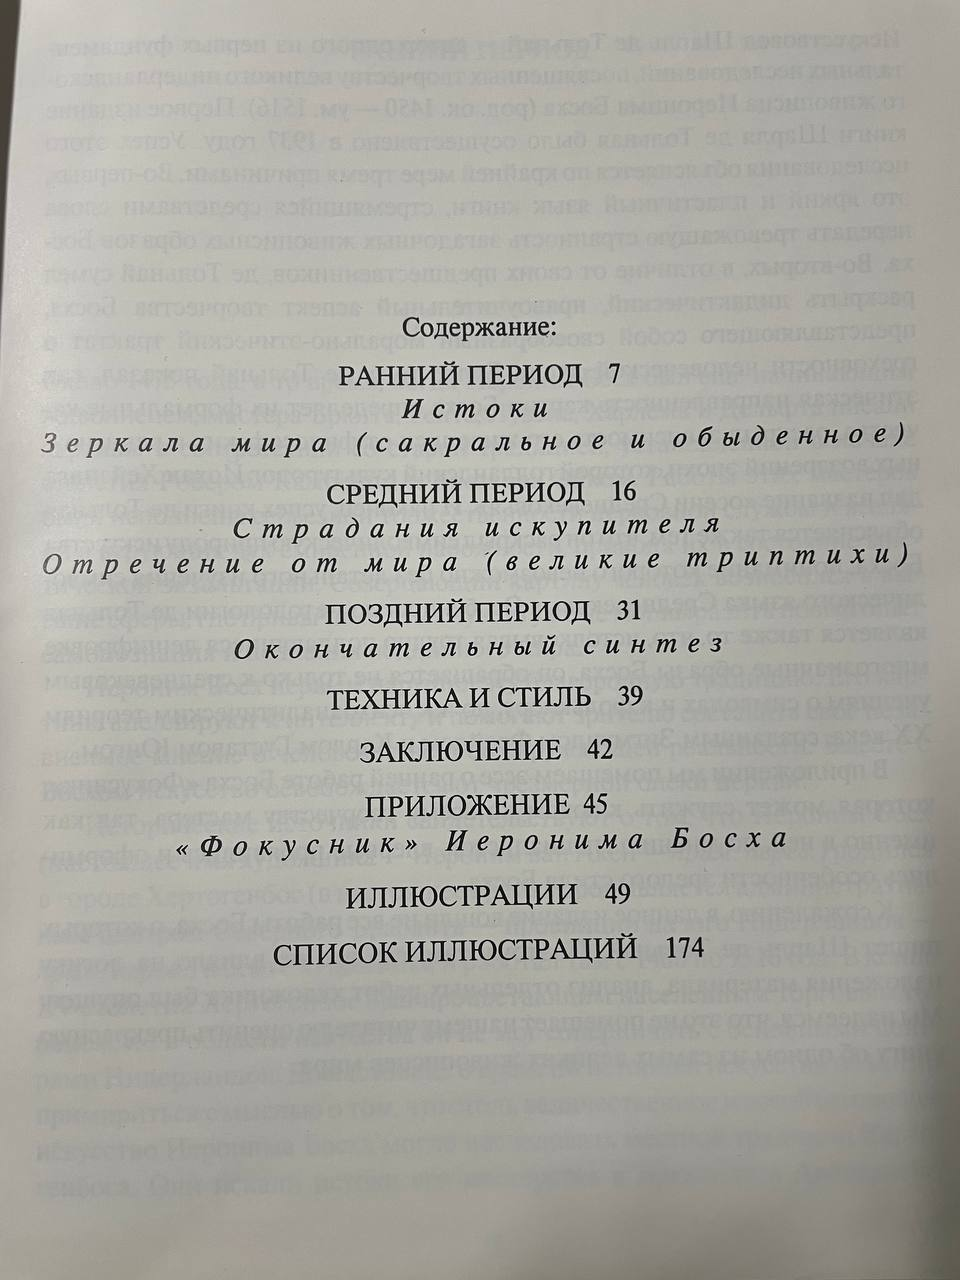 Содержание:
РАННИЙ ПЕРИОД 7
Истоки
Зеркала мира (сакральное и обыденное)
СРЕДНИЙ ПЕРИОД 16
Страдания искупителя
Отречение от мира (великие триптихи)
ПОЗДНИЙ ПЕРИОД 31
Окончательный синтез
ТЕХНИКА И СТИЛЬ 39
ЗАКЛЮЧЕНИЕ 42
ПРИЛОЖЕНИЕ 45
«Фокусник» Иеронима Босха
ИЛЛЮСТРАЦИИ 49
СПИСОК ИЛЛЮСТРАЦИЙ 174